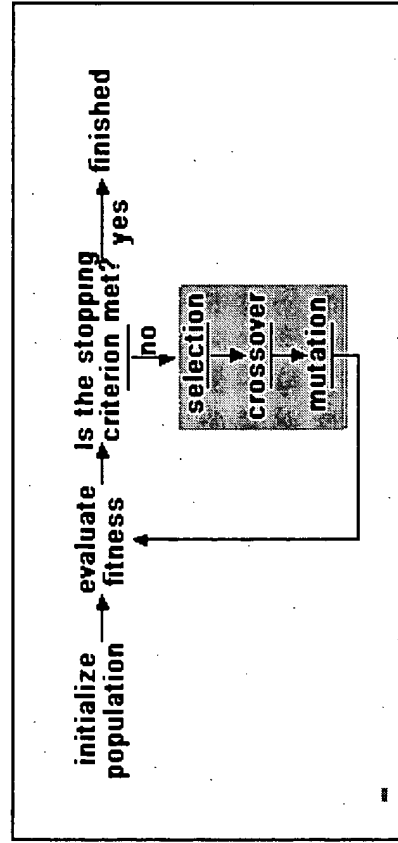 initialize
population
evaluate
fitness
Is the stopping
criterion met?
yes
finished
no
selection
crossover
mutation